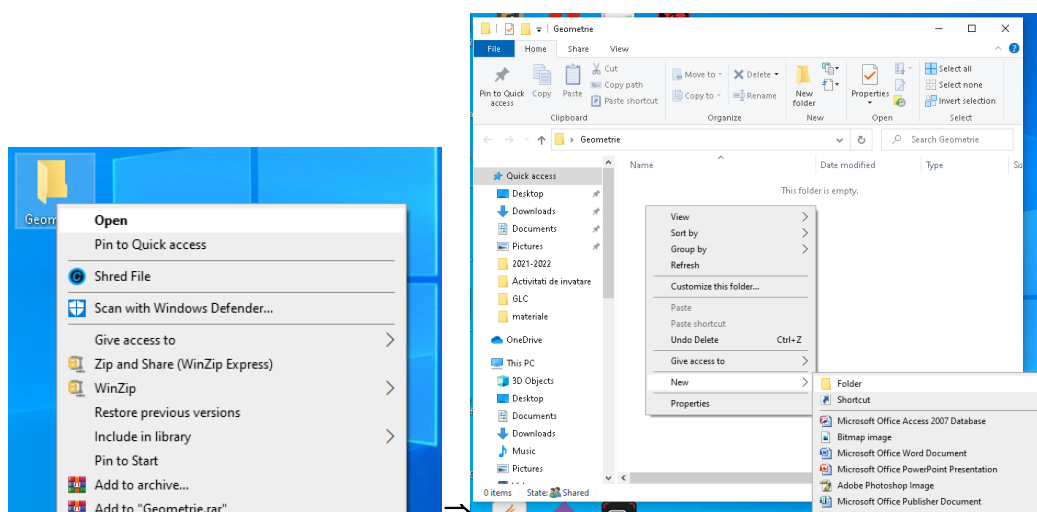 Geom
Open
Pin to Quick access
Shred File
Scan with Windows Defender...
Give access to
Zip and Share (WinZip Express)
WinZip
Restore previous versions
Include in library
Pin to Start
Add to archive...
Add to "Geometrie.rar"
→
Geometrie
File Home Share View
Pin to Quick access
Copy
Paste
Cut
Copy path
Paste shortcut
Clipboard
Move to
Copy to
Delete
Rename
Organize
New folder
New
Properties
Open
Select all
Select none
Invert selection
Select
Geometrie
Search Geometrie
Quick access
Desktop
Downloads
Documents
Pictures
2021-2022
Activitati de invatare
GLC
materiale
OneDrive
This PC
3D Objects
Desktop
Documents
Downloads
Music
Pictures
Name Date modified Type
This folder is empty.
View
Sort by
Group by
Refresh
Customize this folder...
Paste
Paste shortcut
Undo Delete Ctrl+Z
Give access to
New
Properties
Folder
Shortcut
Microsoft Office Access 2007 Database
Bitmap image
Microsoft Office Word Document
Microsoft Office PowerPoint Presentation
Adobe Photoshop Image
Microsoft Office Publisher Document
0 items State: Shared